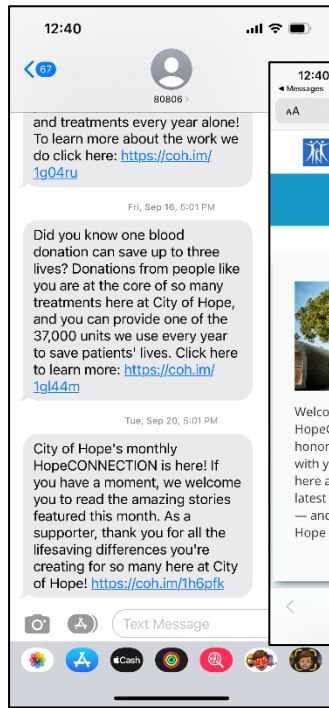 12:40
67
80806 >
and treatments every year alone!
To learn more about the work we
do click here: https://coh.im/
1g04ru
Fri, Sep 16, 5:01 PM
Did you know one blood
donation can save up to three
lives? Donations from people like
you are at the core of so many
treatments here at City of Hope,
and you can provide one of the
37,000 units we use every year
to save patients' lives. Click here
to learn more: https://coh.im/
1gl44m
Tue, Sep 20, 5:01 PM
City of Hope's monthly
HopeCONNECTION is here! If
you have a moment, we welcome
you to read the amazing stories
featured this month. As a
supporter, thank you for all the
lifesaving differences you're
creating for so many here at City
of Hope! https://coh.im/1h6pfk
Text Message
Cash
12:40
Messages
AA
Welco
HopeC
honor
with y
here a
latest
— and
Hope